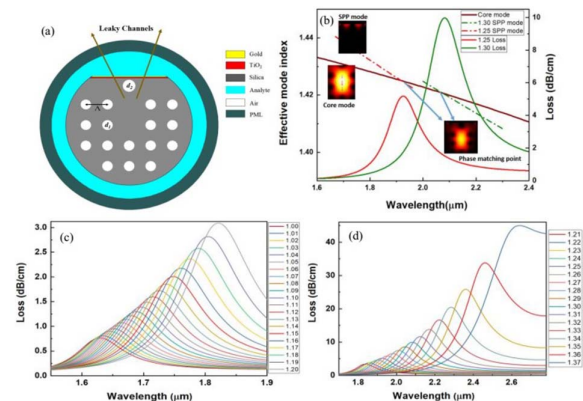 (a)
Leaky Channels
d₂
Λ
d₁
Gold
TiO₂
Silica
Analyte
Air
PML
(b)
Effective mode index
1.44
1.42
1.40
SPP mode
Core mode
Phase matching point
Core mode
1.30 SPP mode
1.25 SPP mode
1.25 Loss
1.30 Loss
10
8
6
4
2
0
Loss (dB/cm)
1.6 1.8 2.0 2.2 2.4
Wavelength(μm)
(c)
Loss (dB/cm)
3.0
2.5
2.0
1.5
1.0
0.5
0.0
1.6 1.7 1.8 1.9
Wavelength (μm)
1.00
1.01
1.02
1.03
1.04
1.05
1.06
1.07
1.08
1.09
1.10
1.11
1.12
1.13
1.14
1.15
1.16
1.17
1.18
1.19
1.20
(d)
Loss (dB/cm)
40
30
20
10
0
1.8 2.0 2.2 2.4 2.6
Wavelength (μm)
1.21
1.22
1.23
1.24
1.25
1.26
1.27
1.28
1.29
1.30
1.31
1.32
1.33
1.34
1.35
1.36
1.37